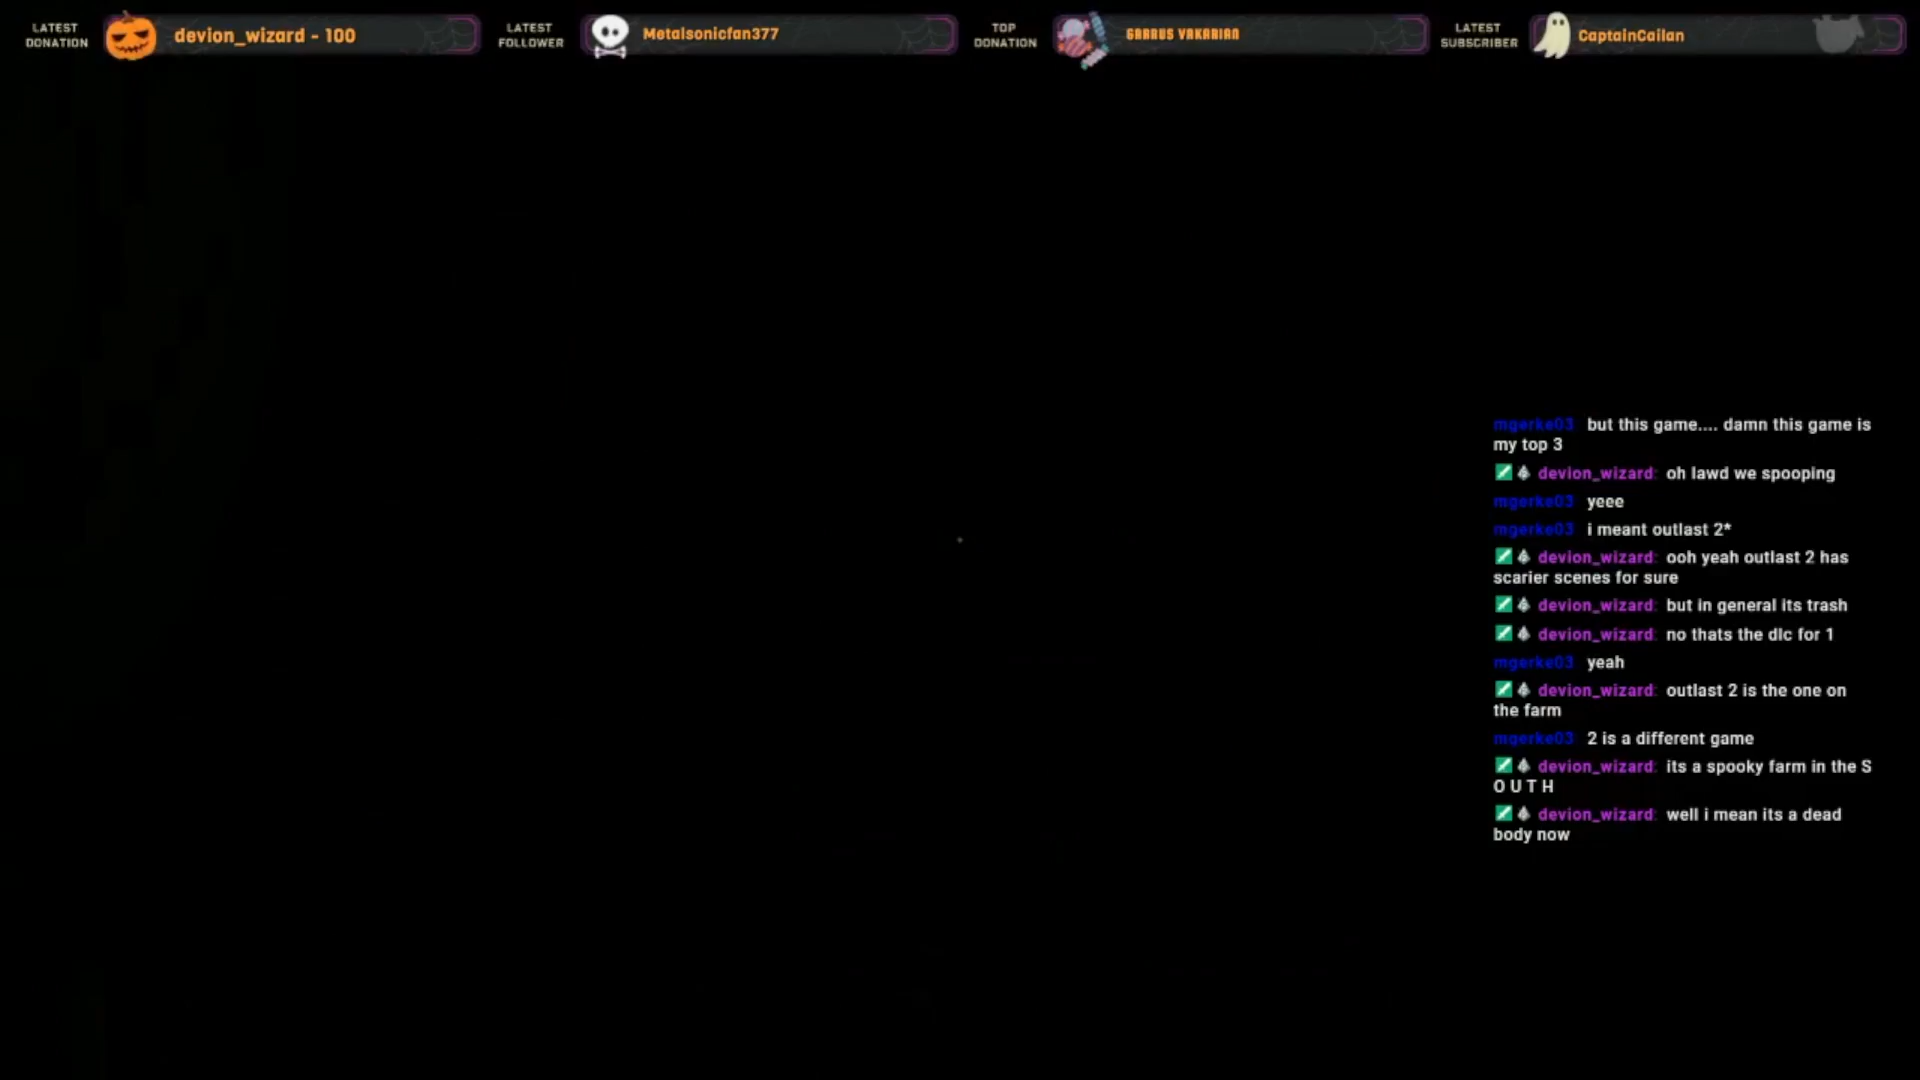 LATEST DONATION
devion_wizard - 100
LATEST FOLLOWER
Metalsonicfan377
TOP DONATION
GARRUS VAKARIAN
LATEST SUBSCRIBER
CaptainCailan
mgerke03 but this game.... damn this game is
my top 3
devion_wizard: oh lawd we spooping
mgerke03 yeee
mgerke03 i meant outlast 2*
devion_wizard: ooh yeah outlast 2 has
scarier scenes for sure
devion_wizard: but in general its trash
devion_wizard: no thats the dlc for 1
mgerke03 yeah
devion_wizard: outlast 2 is the one on
the farm
mgerke03 2 is a different game
devion_wizard: its a spooky farm in the S
O U T H
devion_wizard: well i mean its a dead
body now